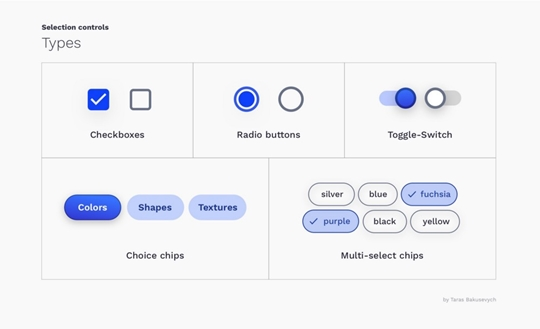 Selection controls
Types
Checkboxes
Radio buttons
Toggle-Switch
Colors
Shapes
Textures
Choice chips
silver
blue
fuchsia
purple
black
yellow
Multi-select chips
by Taras Bakusevych